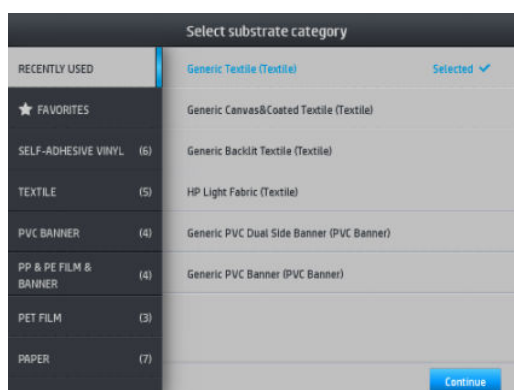 Select substrate category
RECENTLY USED
FAVORITES
SELF-ADHESIVE VINYL (6)
TEXTILE (5)
PVC BANNER (4)
PP & PE FILM &
BANNER (4)
PET FILM (3)
PAPER (7)
Generic Textile (Textile) Selected
Generic Canvas&Coated Textile (Textile)
Generic Backlit Textile (Textile)
HP Light Fabric (Textile)
Generic PVC Dual Side Banner (PVC Banner)
Generic PVC Banner (PVC Banner)
Continue